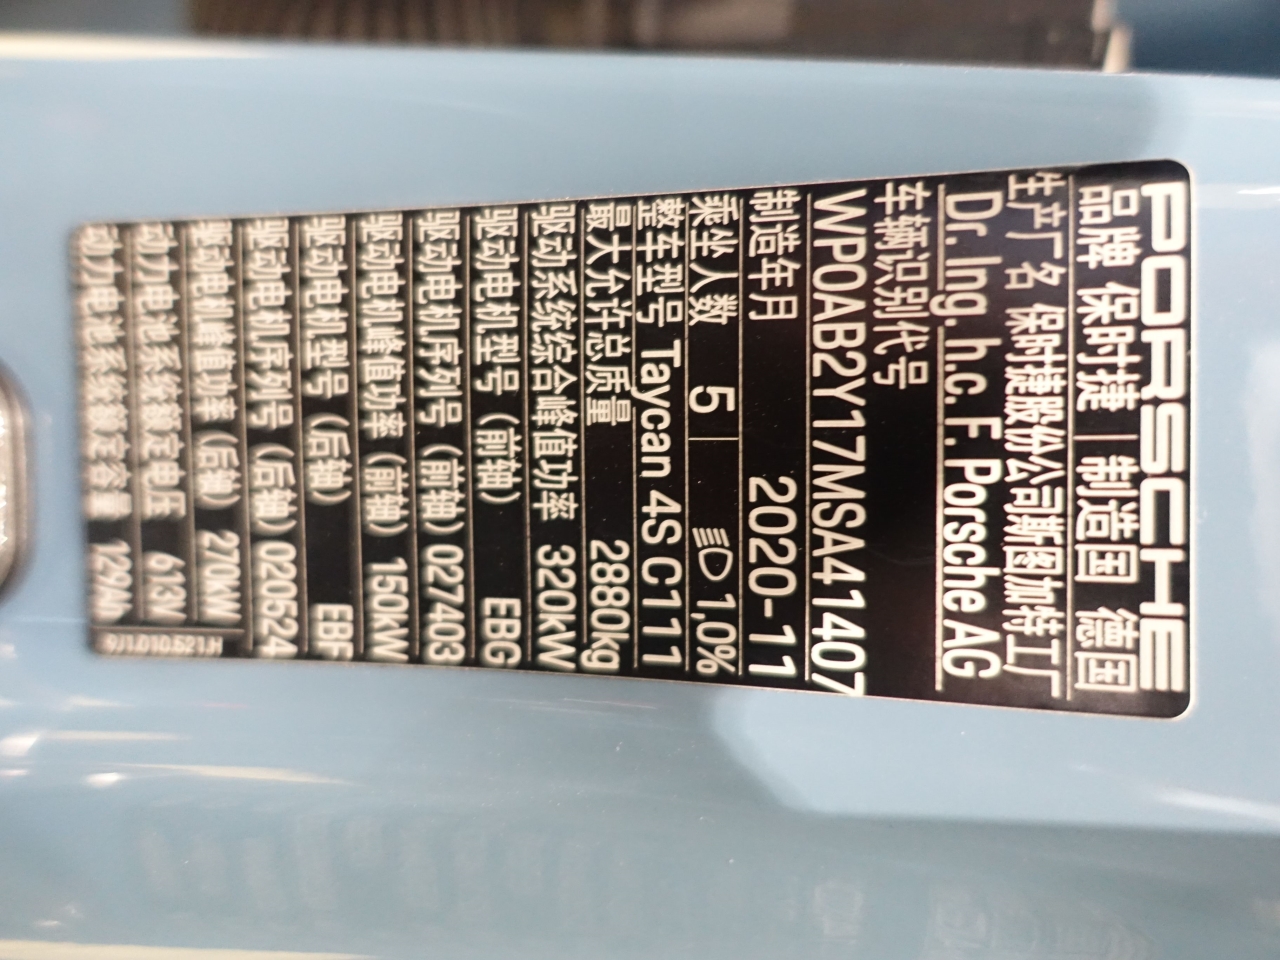 PORSCHE
品牌 保时捷 制造国 德国
生产厂名 保时捷股份公司斯图加特工厂
Dr. Ing. h.c. F. Porsche AG
车辆识别代号
WP0AB2Y17MSA41407
制造年月 2020-11
乘坐人数 5 1,0%
整车型号 Taycan 4S C111
最大允许总质量 2880kg
驱动系统综合峰值功率 320kW
驱动电机型号（前轴） EBG
驱动电机序列号（前轴）027403
驱动电机峰值功率（前轴） 150kW
驱动电机型号（后轴） EBF
驱动电机序列号（后轴）020524
驱动电机峰值功率（后轴） 270KW
动力电池系统额定电压 613V
动力电池系统额定容量 129Ah
9J1.010.521.H